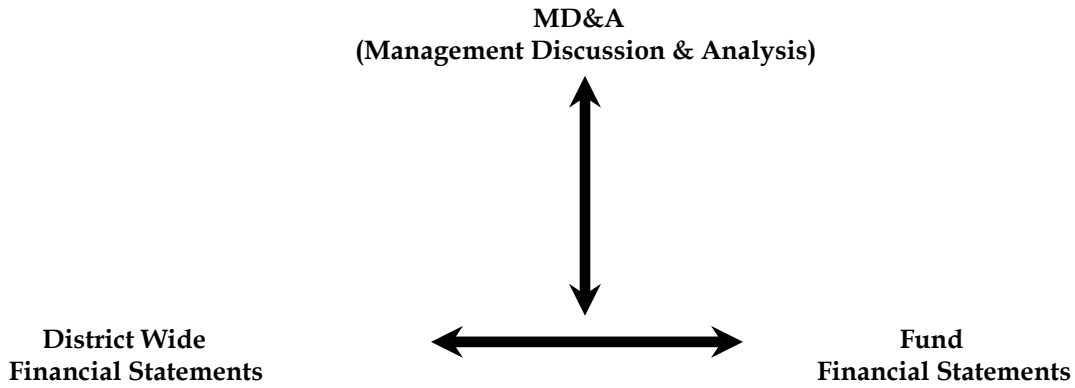 MD&A
(Management Discussion & Analysis)
District Wide
Financial Statements
Fund
Financial Statements